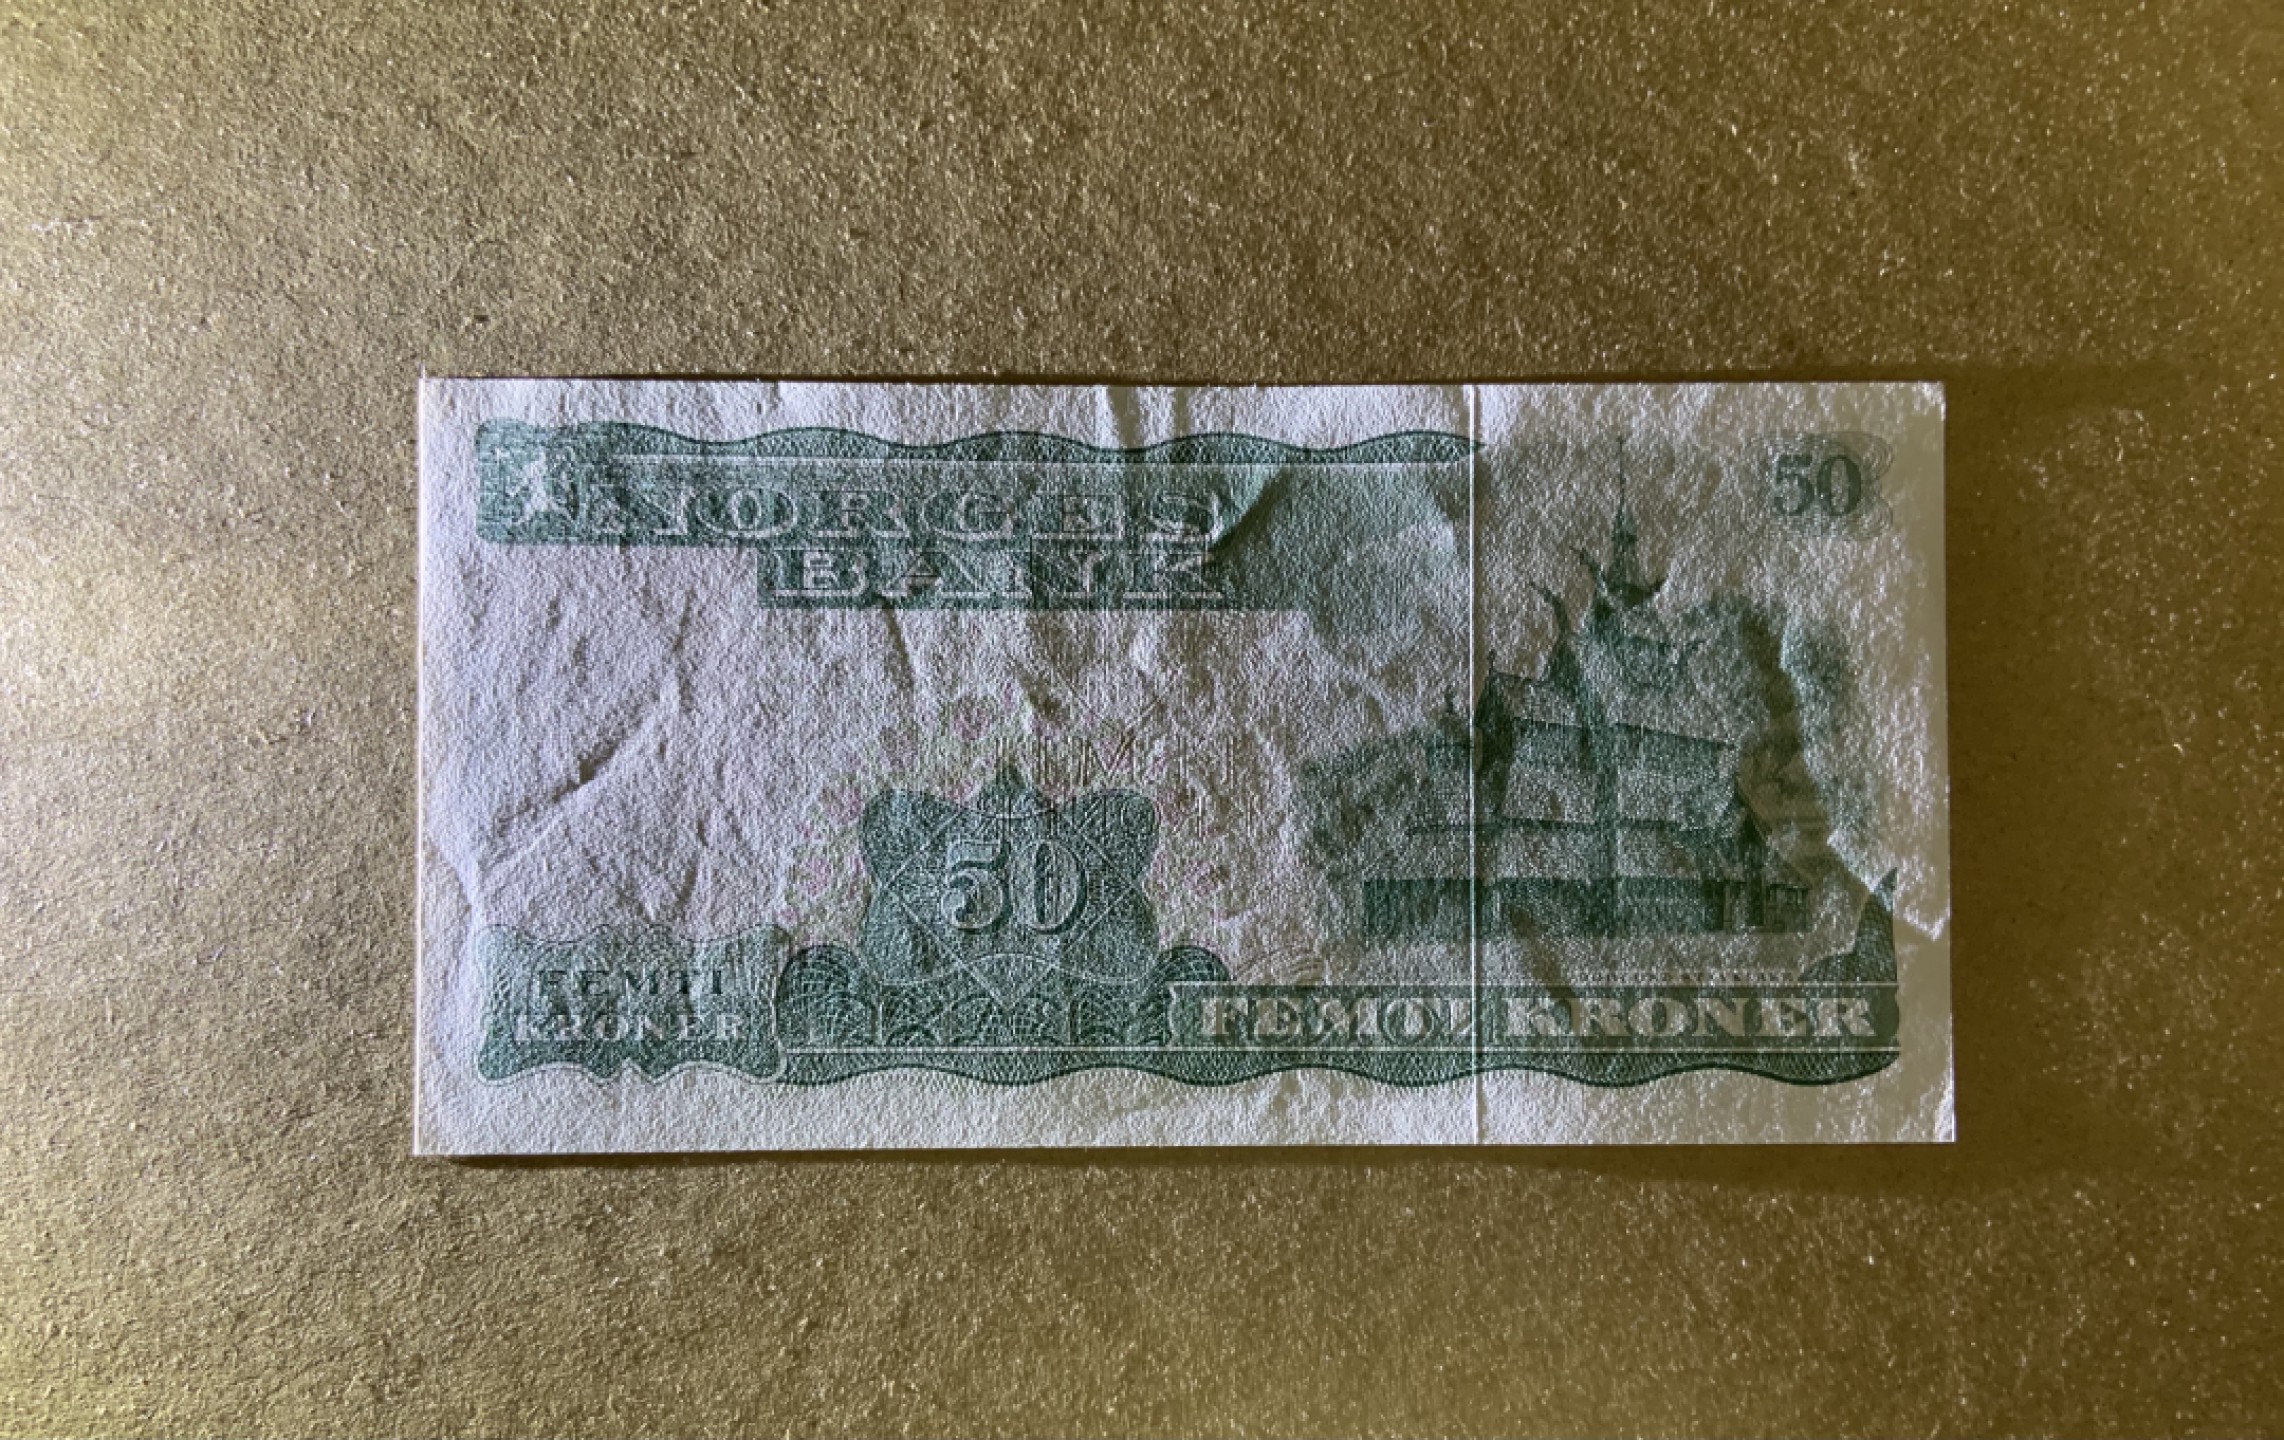 NORGES
BANK
50
50
FEMTI
KRONER
FEMTI KRONER